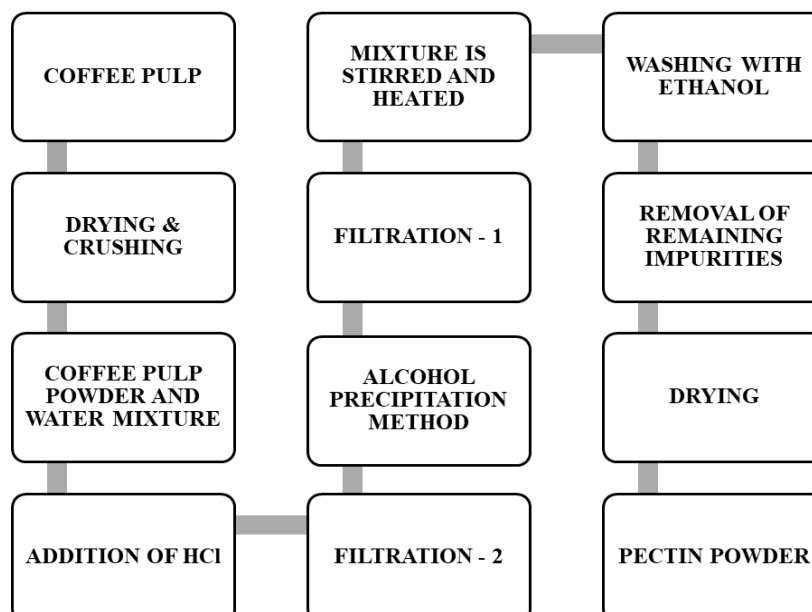 COFFEE PULP
DRYING &
CRUSHING
COFFEE PULP
POWDER AND
WATER MIXTURE
ADDITION OF HCl
MIXTURE IS
STIRRED AND
HEATED
FILTRATION - 1
ALCOHOL
PRECIPITATION
METHOD
FILTRATION - 2
WASHING WITH
ETHANOL
REMOVAL OF
REMAINING
IMPURITIES
DRYING
PECTIN POWDER